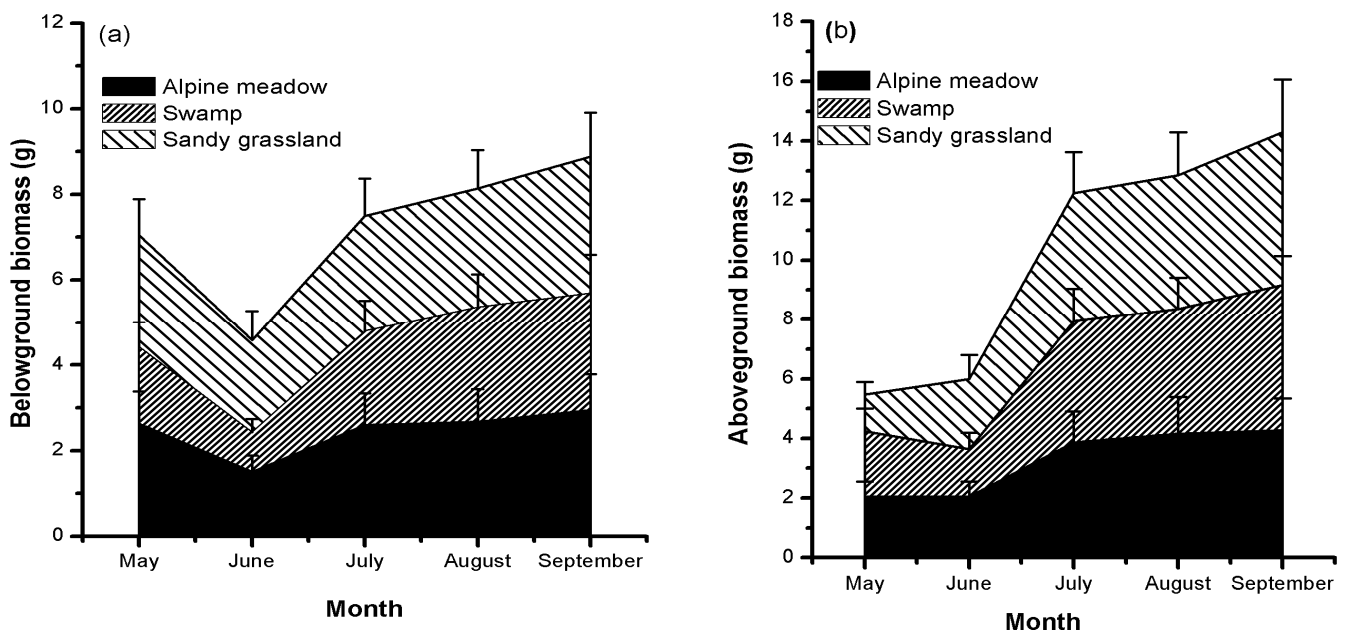 (a)
Alpine meadow
Swamp
Sandy grassland
Belowground biomass (g)
12
10
8
6
4
2
0
May June July August September
Month
(b)
Alpine meadow
Swamp
Sandy grassland
Aboveground biomass (g)
18
16
14
12
10
8
6
4
2
0
May June July August September
Month